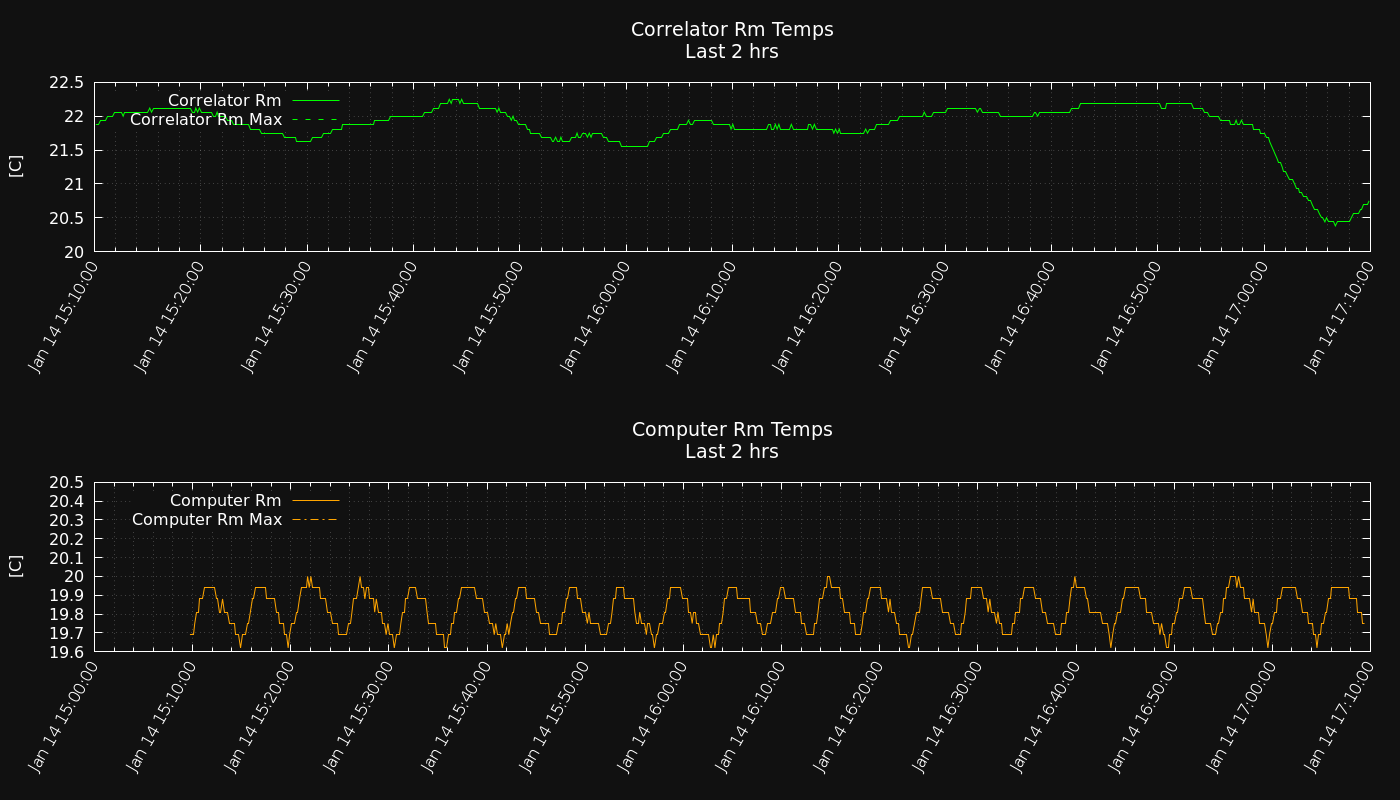 Correlator Rm Temps
Last 2 hrs
22.5
22
21.5
21
20.5
20
[C]
Correlator Rm
Correlator Rm Max
Jan 14 15:10:00
Jan 14 15:20:00
Jan 14 15:30:00
Jan 14 15:40:00
Jan 14 15:50:00
Jan 14 16:00:00
Jan 14 16:10:00
Jan 14 16:20:00
Jan 14 16:30:00
Jan 14 16:40:00
Jan 14 16:50:00
Jan 14 17:00:00
Jan 14 17:10:00
Computer Rm Temps
Last 2 hrs
20.5
20.4
20.3
20.2
20.1
20
19.9
19.8
19.7
19.6
[C]
Computer Rm
Computer Rm Max
Jan 14 15:00:00
Jan 14 15:10:00
Jan 14 15:20:00
Jan 14 15:30:00
Jan 14 15:40:00
Jan 14 15:50:00
Jan 14 16:00:00
Jan 14 16:10:00
Jan 14 16:20:00
Jan 14 16:30:00
Jan 14 16:40:00
Jan 14 16:50:00
Jan 14 17:00:00
Jan 14 17:10:00